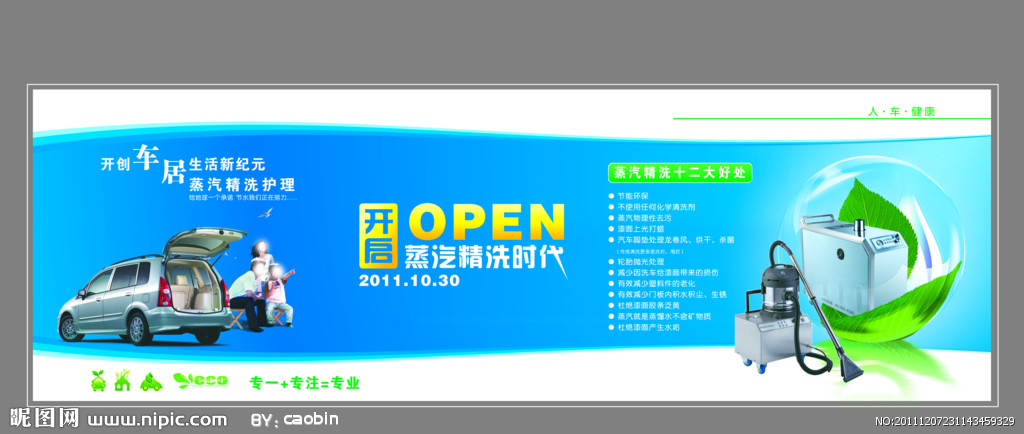 人·车·健康
开创车居生活新纪元
蒸汽精洗护理
给地球一个承诺 节水我们正在努力......
开启
OPEN
蒸汽精洗时代
2011.10.30
蒸汽精洗十二大好处
节能环保
不使用任何化学清洗剂
蒸汽物理性去污
漆面上光打蜡
汽车脚垫处理龙卷风、烘干、杀菌
轮胎抛光处理
减少因洗车给漆面带来的损伤
有效减少塑料件的老化
有效减少门板内积水积尘、生锈
杜绝漆面胶条泛黄
蒸汽就是蒸馏水不含矿物质
杜绝漆面产生水垢
eco
专一+专注=专业
昵图网 www.nipic.com BY: caobin
NO:20111207231143459329